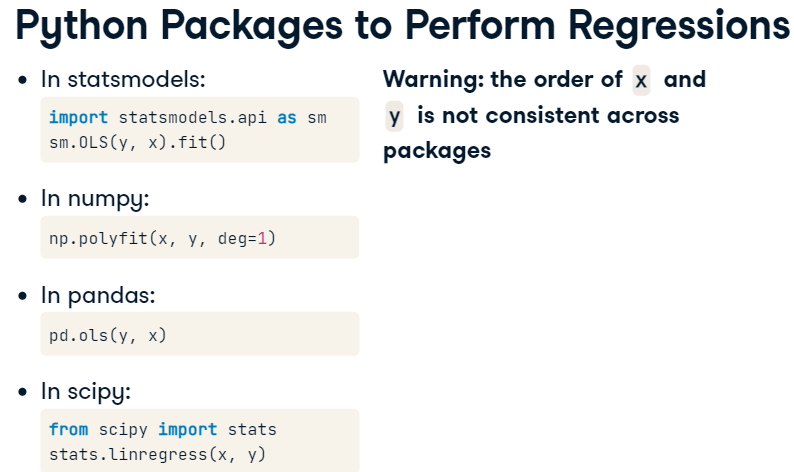 Python Packages to Perform Regressions
• In statsmodels:
import statsmodels.api as sm
sm.OLS(y, x).fit()
• In numpy:
np.polyfit(x, y, deg=1)
• In pandas:
pd.ols(y, x)
• In scipy:
from scipy import stats
stats.linregress(x, y)
Warning: the order of x and
y is not consistent across
packages